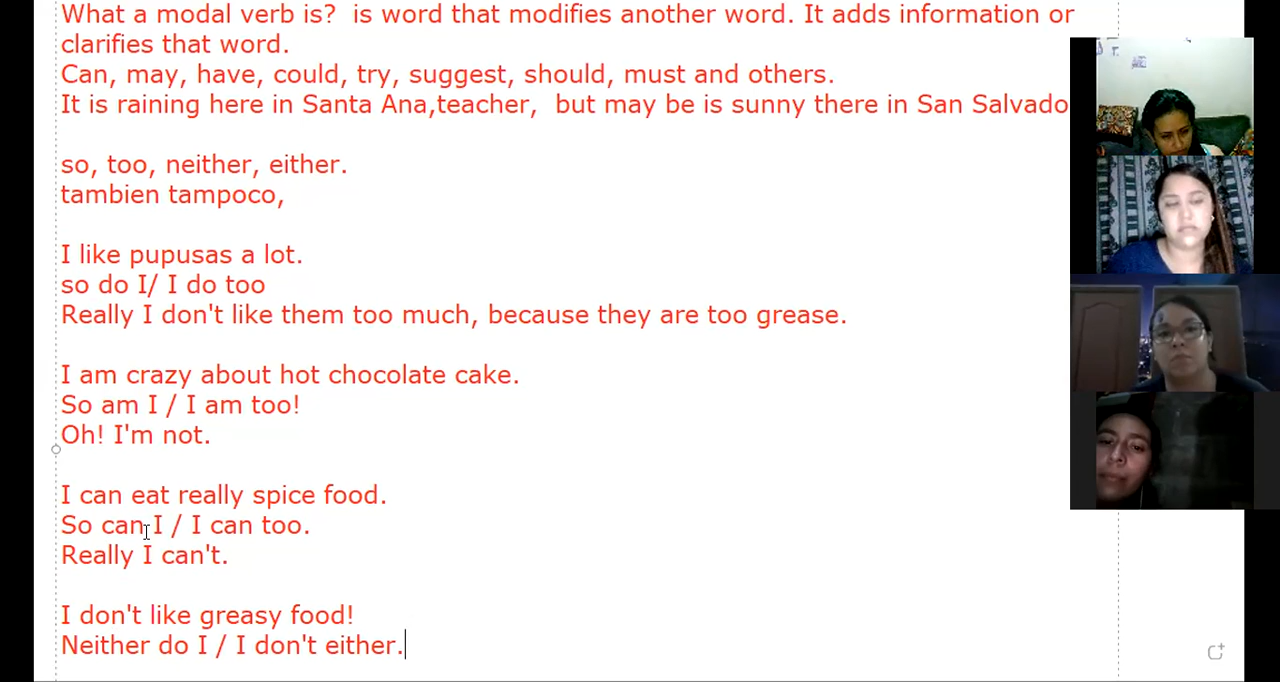 What a modal verb is?  is word that modifies another word. It adds information or
clarifies that word.
Can, may, have, could, try, suggest, should, must and others.
It is raining here in Santa Ana,teacher,  but may be is sunny there in San Salvado
so, too, neither, either.
tambien tampoco,
I like pupusas a lot.
so do I/ I do too
Really I don't like them too much, because they are too grease.
I am crazy about hot chocolate cake.
So am I / I am too!
Oh! I'm not.
I can eat really spice food.
So can I / I can too.
Really I can't.
I don't like greasy food!
Neither do I / I don't either.